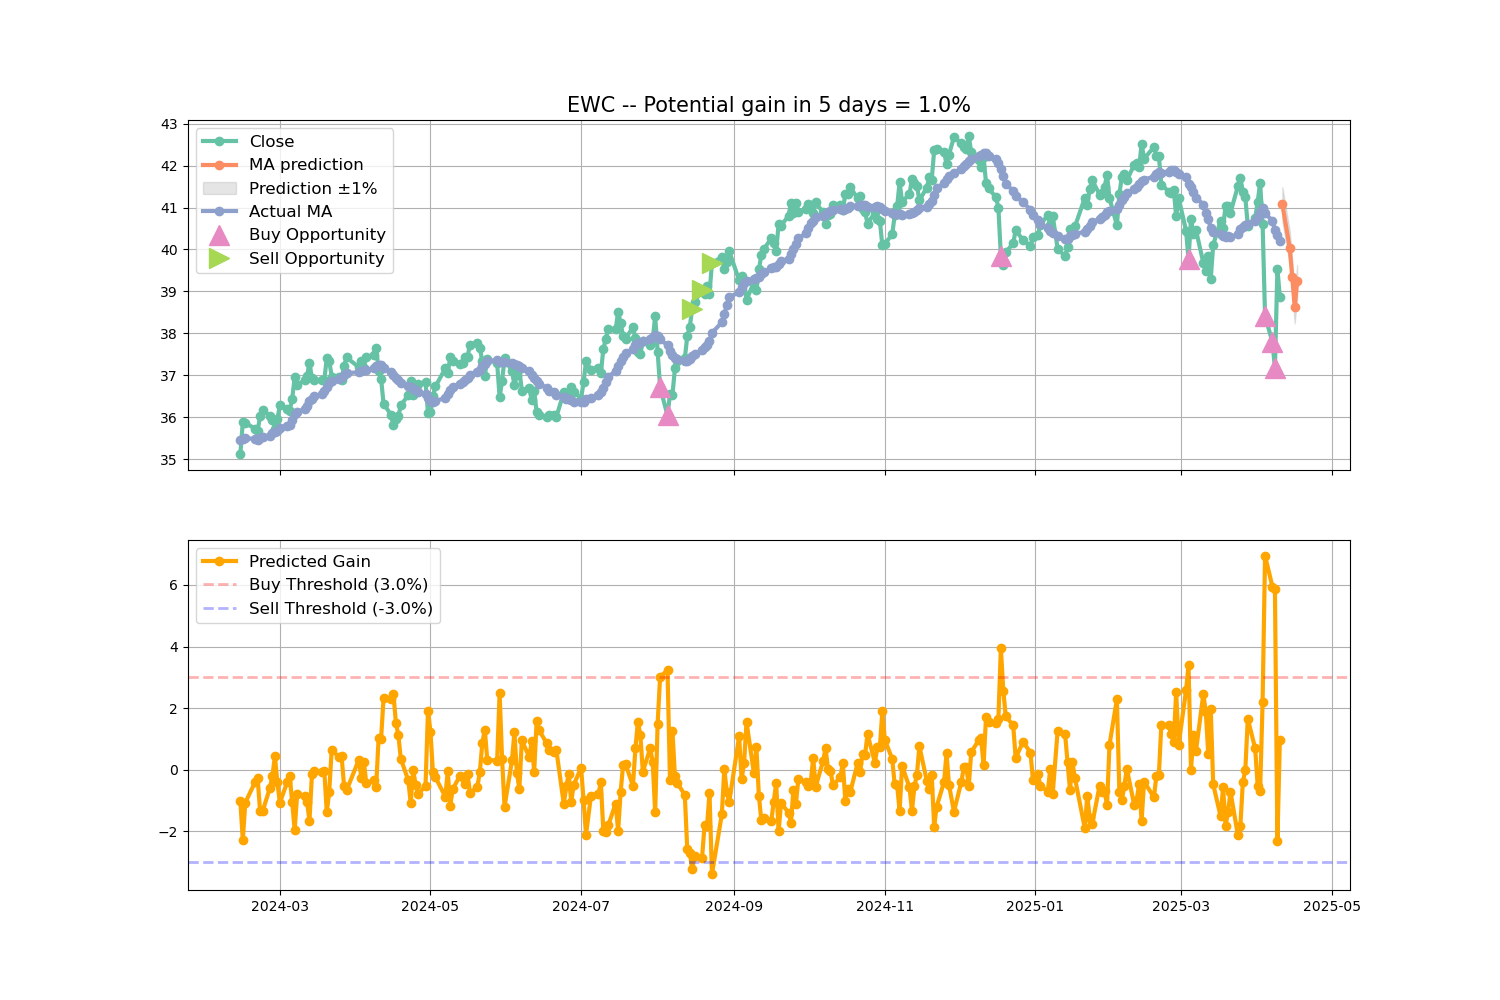 EWC -- Potential gain in 5 days = 1.0%
43
42
41
40
39
38
37
36
35
Close
MA prediction
Prediction ±1%
Actual MA
Buy Opportunity
Sell Opportunity
6
4
2
0
−2
Predicted Gain
Buy Threshold (3.0%)
Sell Threshold (-3.0%)
2024-03
2024-05
2024-07
2024-09
2024-11
2025-01
2025-03
2025-05